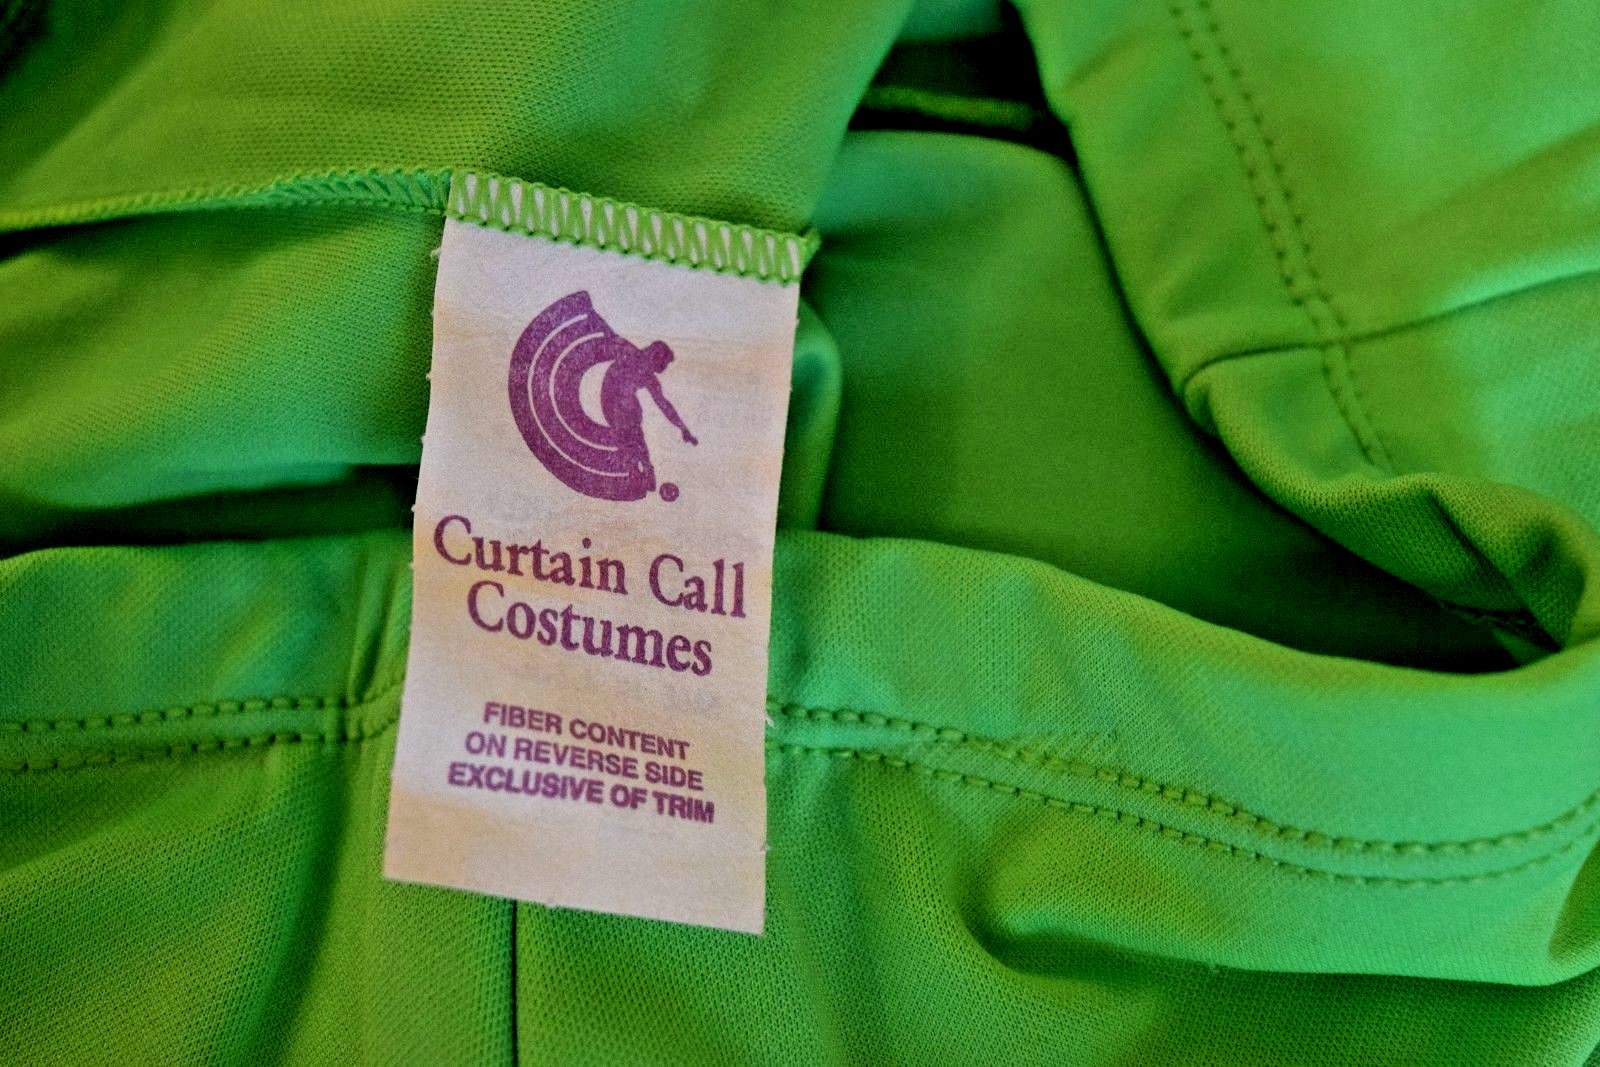 Curtain Call
Costumes
FIBER CONTENT
ON REVERSE SIDE
EXCLUSIVE OF TRIM